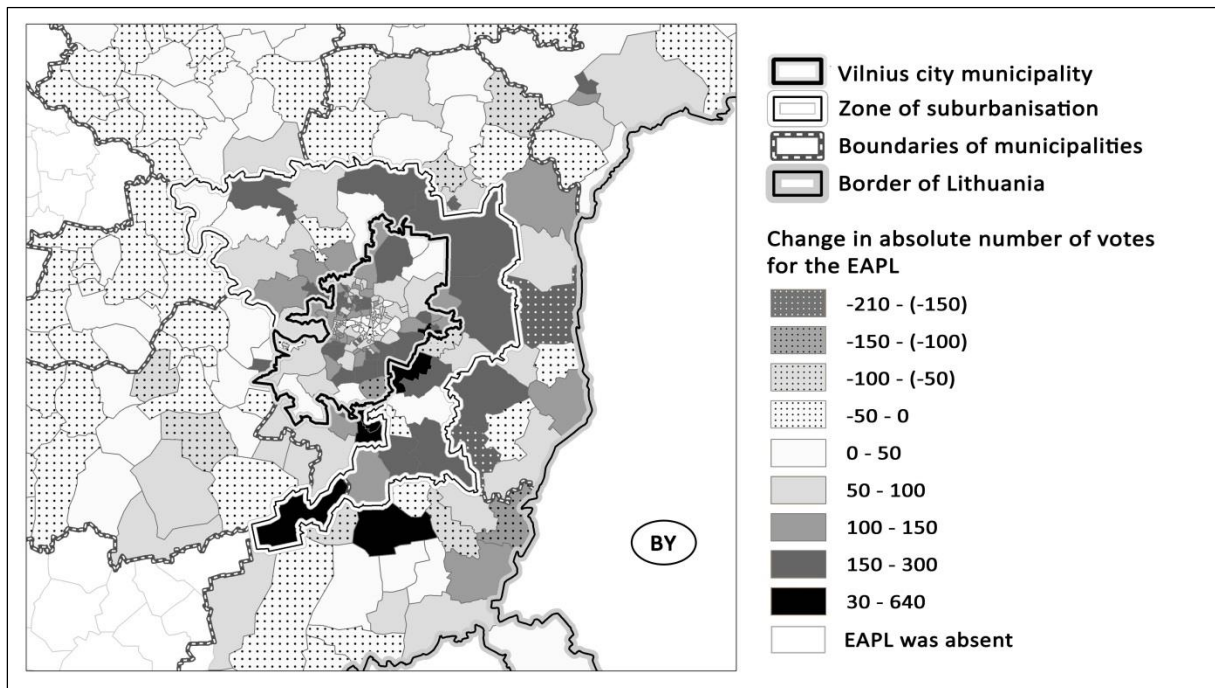 Vilnius city municipality
Zone of suburbanisation
Boundaries of municipalities
Border of Lithuania
Change in absolute number of votes
for the EAPL
-210 - (-150)
-150 - (-100)
-100 - (-50)
-50 - 0
0 - 50
50 - 100
100 - 150
150 - 300
30 - 640
EAPL was absent
BY